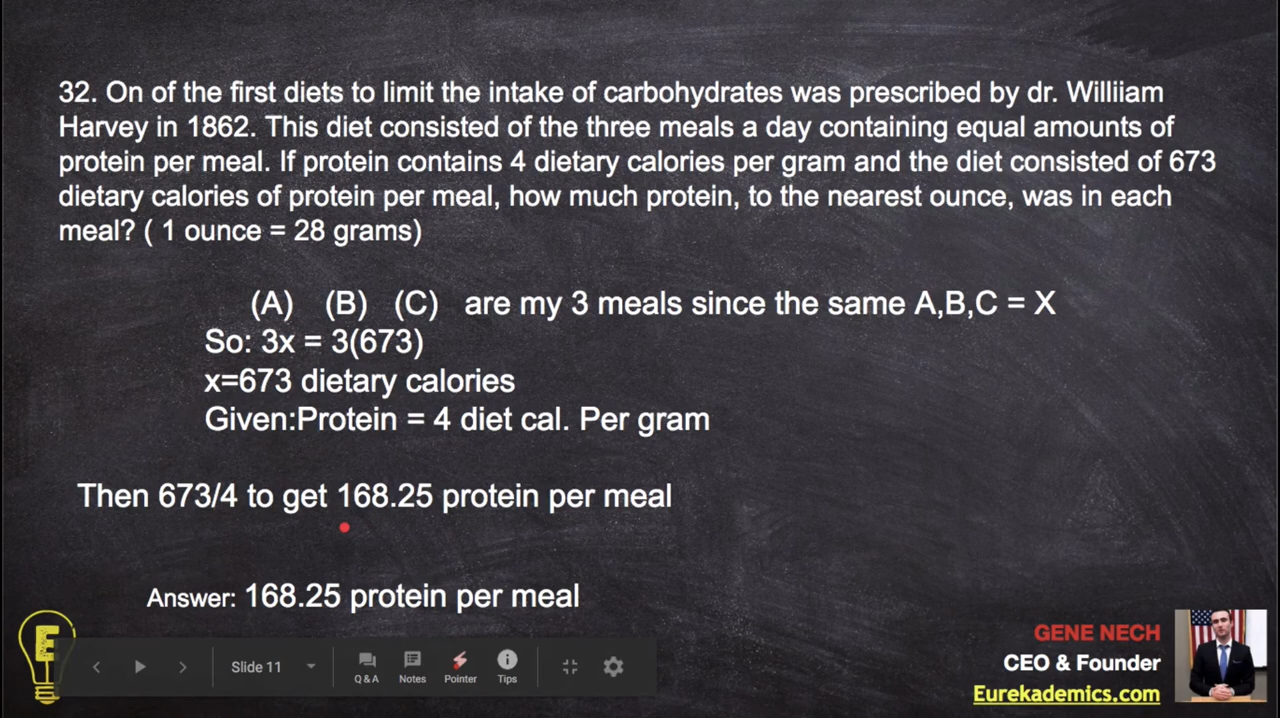 32. On of the first diets to limit the intake of carbohydrates was prescribed by dr. Williiam
Harvey in 1862. This diet consisted of the three meals a day containing equal amounts of
protein per meal. If protein contains 4 dietary calories per gram and the diet consisted of 673
dietary calories of protein per meal, how much protein, to the nearest ounce, was in each
meal? ( 1 ounce = 28 grams)
(A) (B) (C) are my 3 meals since the same A,B,C = X
So: 3x = 3(673)
x=673 dietary calories
Given:Protein = 4 diet cal. Per gram
Then 673/4 to get 168.25 protein per meal
Answer: 168.25 protein per meal
E
Slide 11
Q & A
Notes
Pointer
Tips
GENE NECH
CEO & Founder
Eurekademics.com